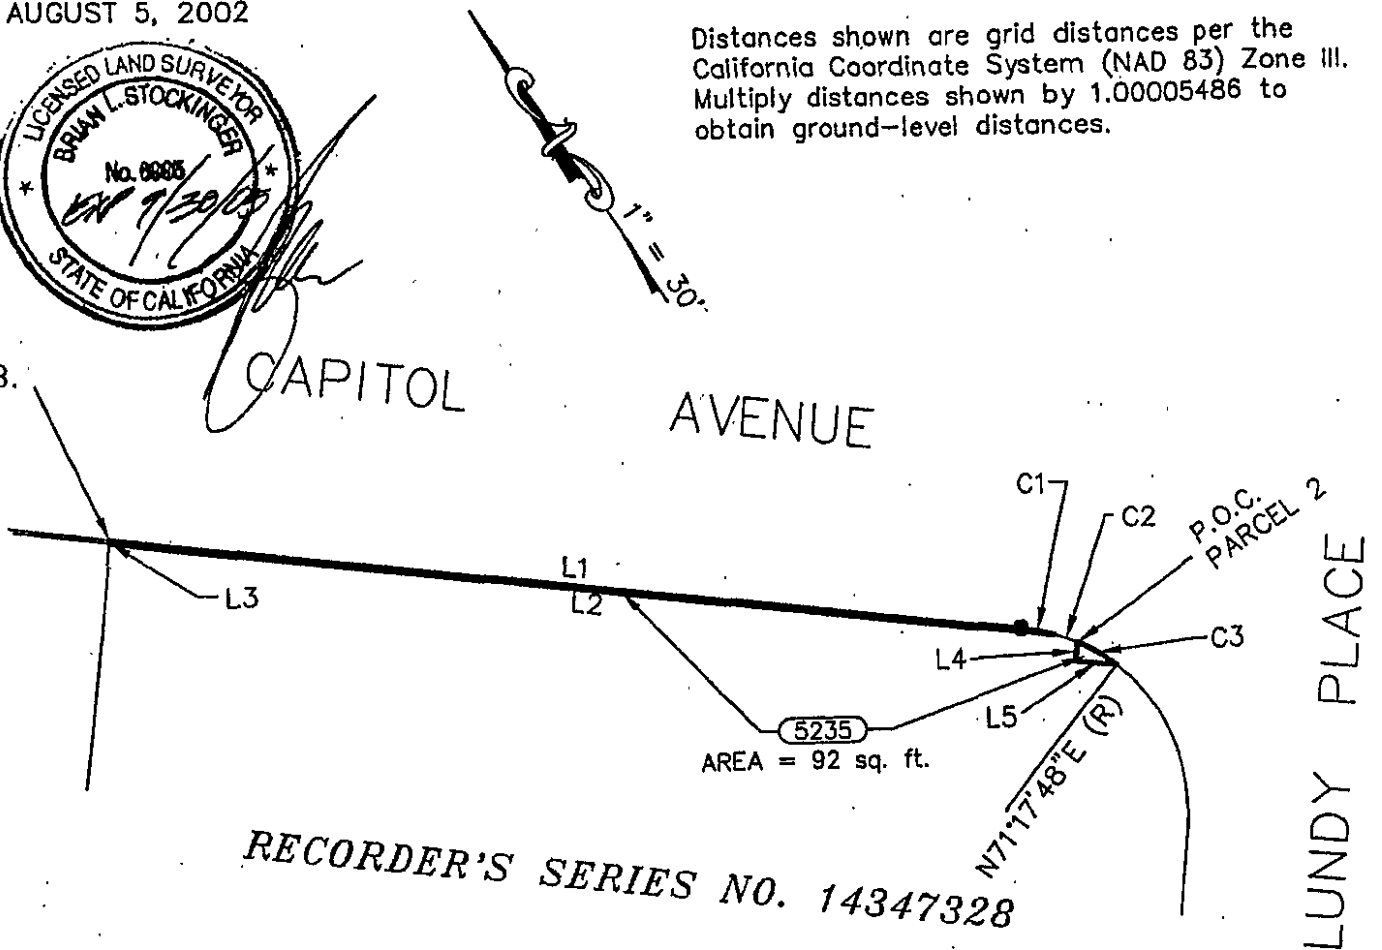 AUGUST 5, 2002
Distances shown are grid distances per the
California Coordinate System (NAD 83) Zone III.
Multiply distances shown by 1.00005486 to
obtain ground–level distances.
LICENSED LAND SURVEYOR
BRIAN L. STOCKINGER
No.
STATE OF CALIFORNIA
1" = 30'
CAPITOL
AVENUE
C1
C2
P.O.C.
PARCEL 2
L1
L2
L3
L4
C3
L5
5235
AREA = 92 sq. ft.
N71°17'48"E (R)
LUNDY PLACE
RECORDER'S SERIES NO. 14347328